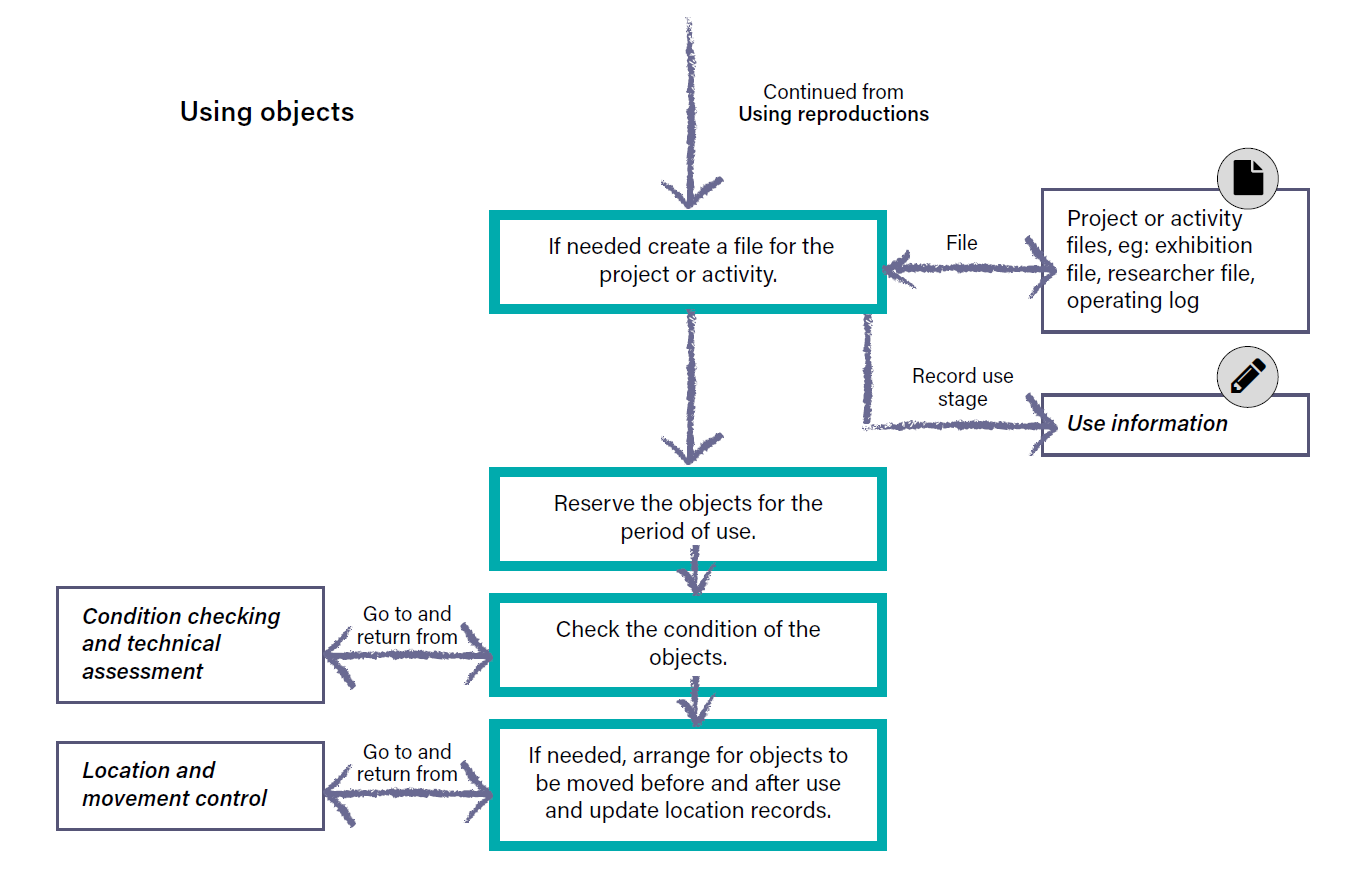 Using objects
Continued from
Using reproductions
If needed create a file for the
project or activity.
File
Project or activity
files, eg: exhibition
file, researcher file,
operating log
Record use
stage
Use information
Reserve the objects for the
period of use.
Condition checking
and technical
assessment
Go to and
return from
Check the condition of the
objects.
Location and
movement control
Go to and
return from
If needed, arrange for objects to
be moved before and after use
and update location records.